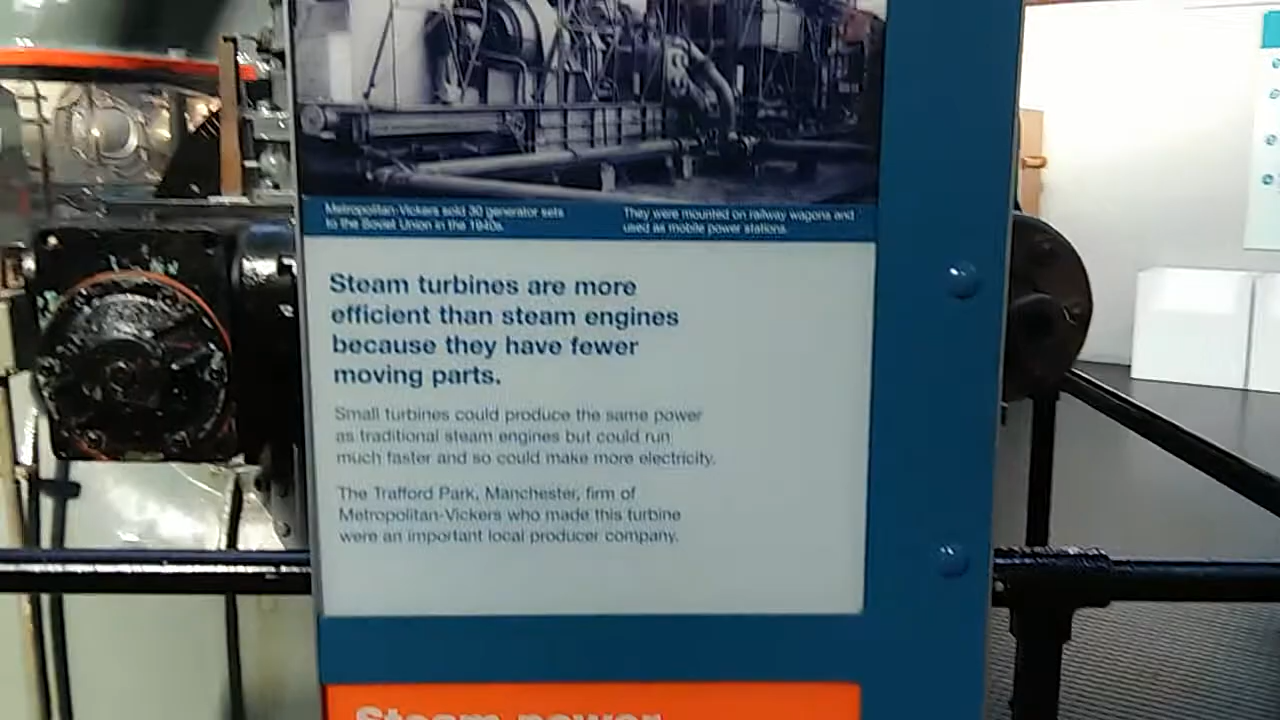 Metropolitan-Vickers sold 30 generator sets
to the Soviet Union in the 1940s.
They were mounted on railway wagons and
used as mobile power stations.
Steam turbines are more
efficient than steam engines
because they have fewer
moving parts.
Small turbines could produce the same power
as traditional steam engines but could run
much faster and so could make more electricity.
The Trafford Park, Manchester, firm of
Metropolitan-Vickers who made this turbine
were an important local producer company.
Steam power